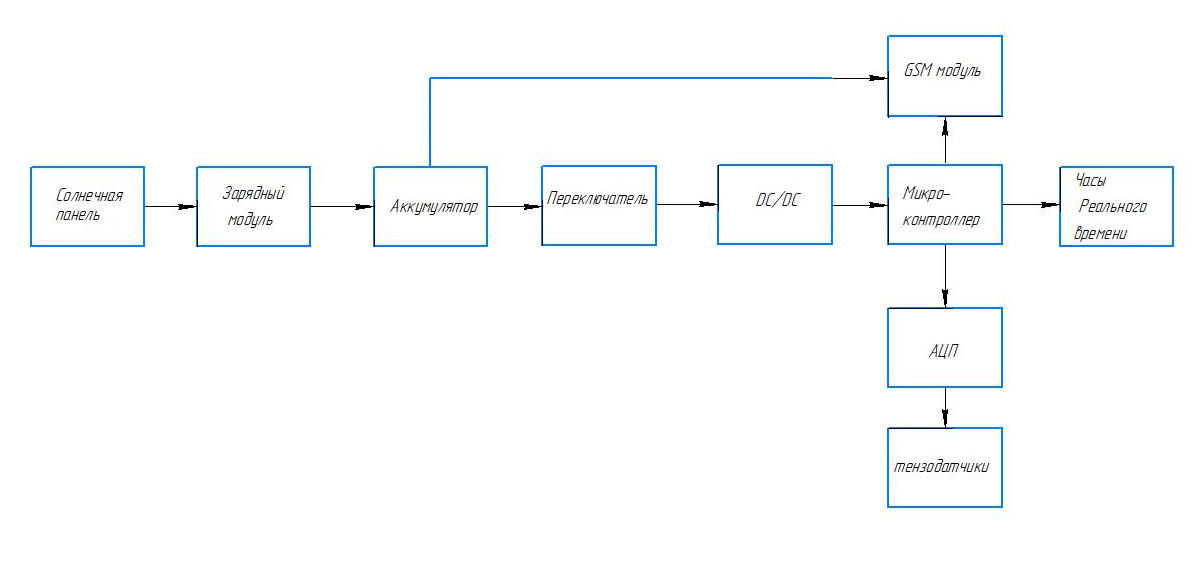 GSM модуль
Солнечная
панель
Зарядный
модуль
Аккумулятор
Переключатель
DC/DC
Микро-
контроллер
Часы
Реального
времени
АЦП
тензодатчики